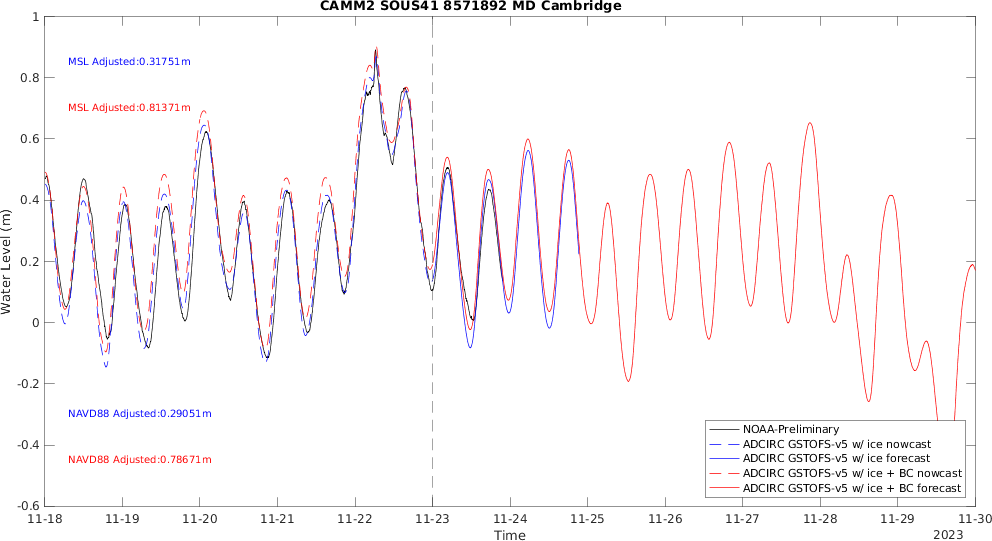 CAMM2 SOUS41 8571892 MD Cambridge
1
0.8
0.6
0.4
0.2
0
-0.2
-0.4
-0.6
Water Level (m)
MSL Adjusted:0.31751m
MSL Adjusted:0.81371m
NAVD88 Adjusted:0.29051m
NAVD88 Adjusted:0.78671m
NOAA-Preliminary
ADCIRC GSTOFS-v5 w/ ice nowcast
ADCIRC GSTOFS-v5 w/ ice forecast
ADCIRC GSTOFS-v5 w/ ice + BC nowcast
ADCIRC GSTOFS-v5 w/ ice + BC forecast
11-18 11-19 11-20 11-21 11-22 11-23 11-24 11-25 11-26 11-27 11-28 11-29 11-30
Time
2023